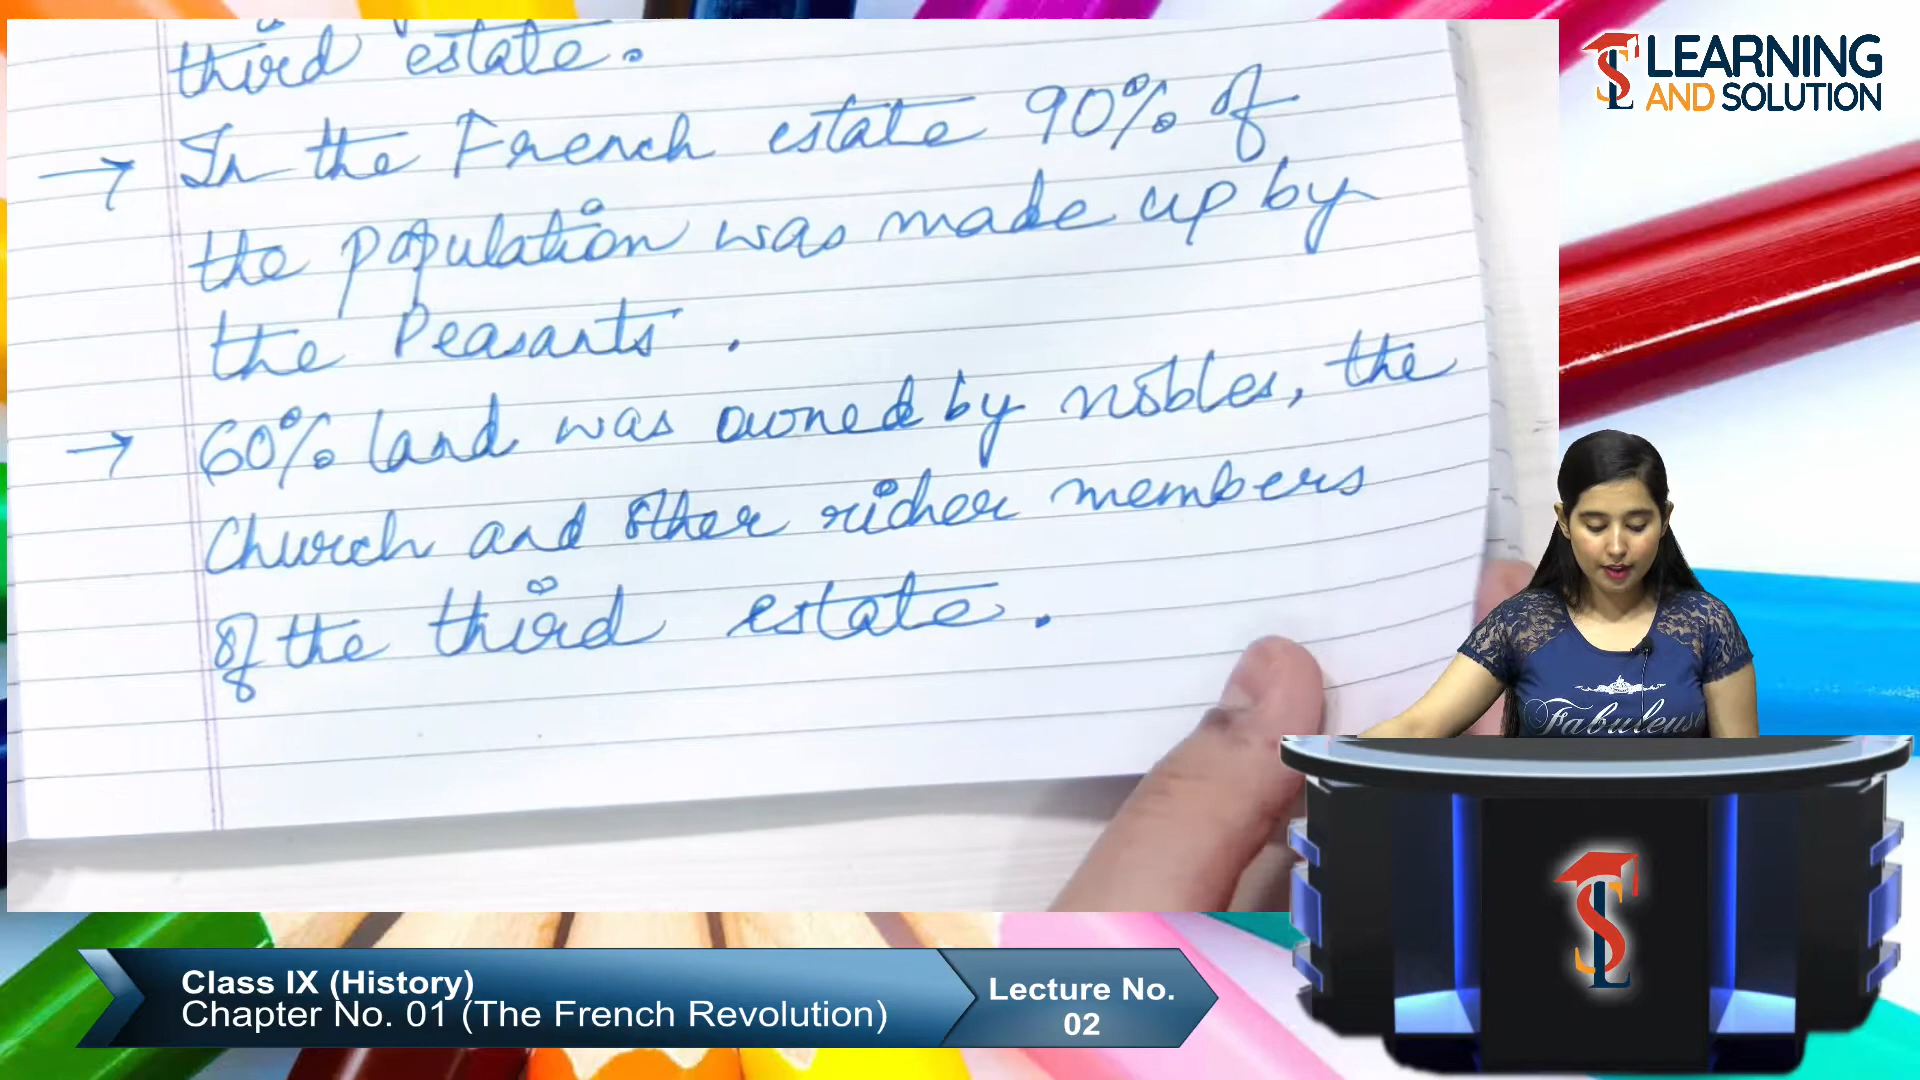 third estate.
→ In the French estate 90% of
the population was made up by
the Peasants.
→ 60% land was owned by nobles, the
Church and other richer members
of the third estate.
LEARNING
AND SOLUTION
Fabuleus
Class IX (History)
Chapter No. 01 (The French Revolution)
Lecture No.
02